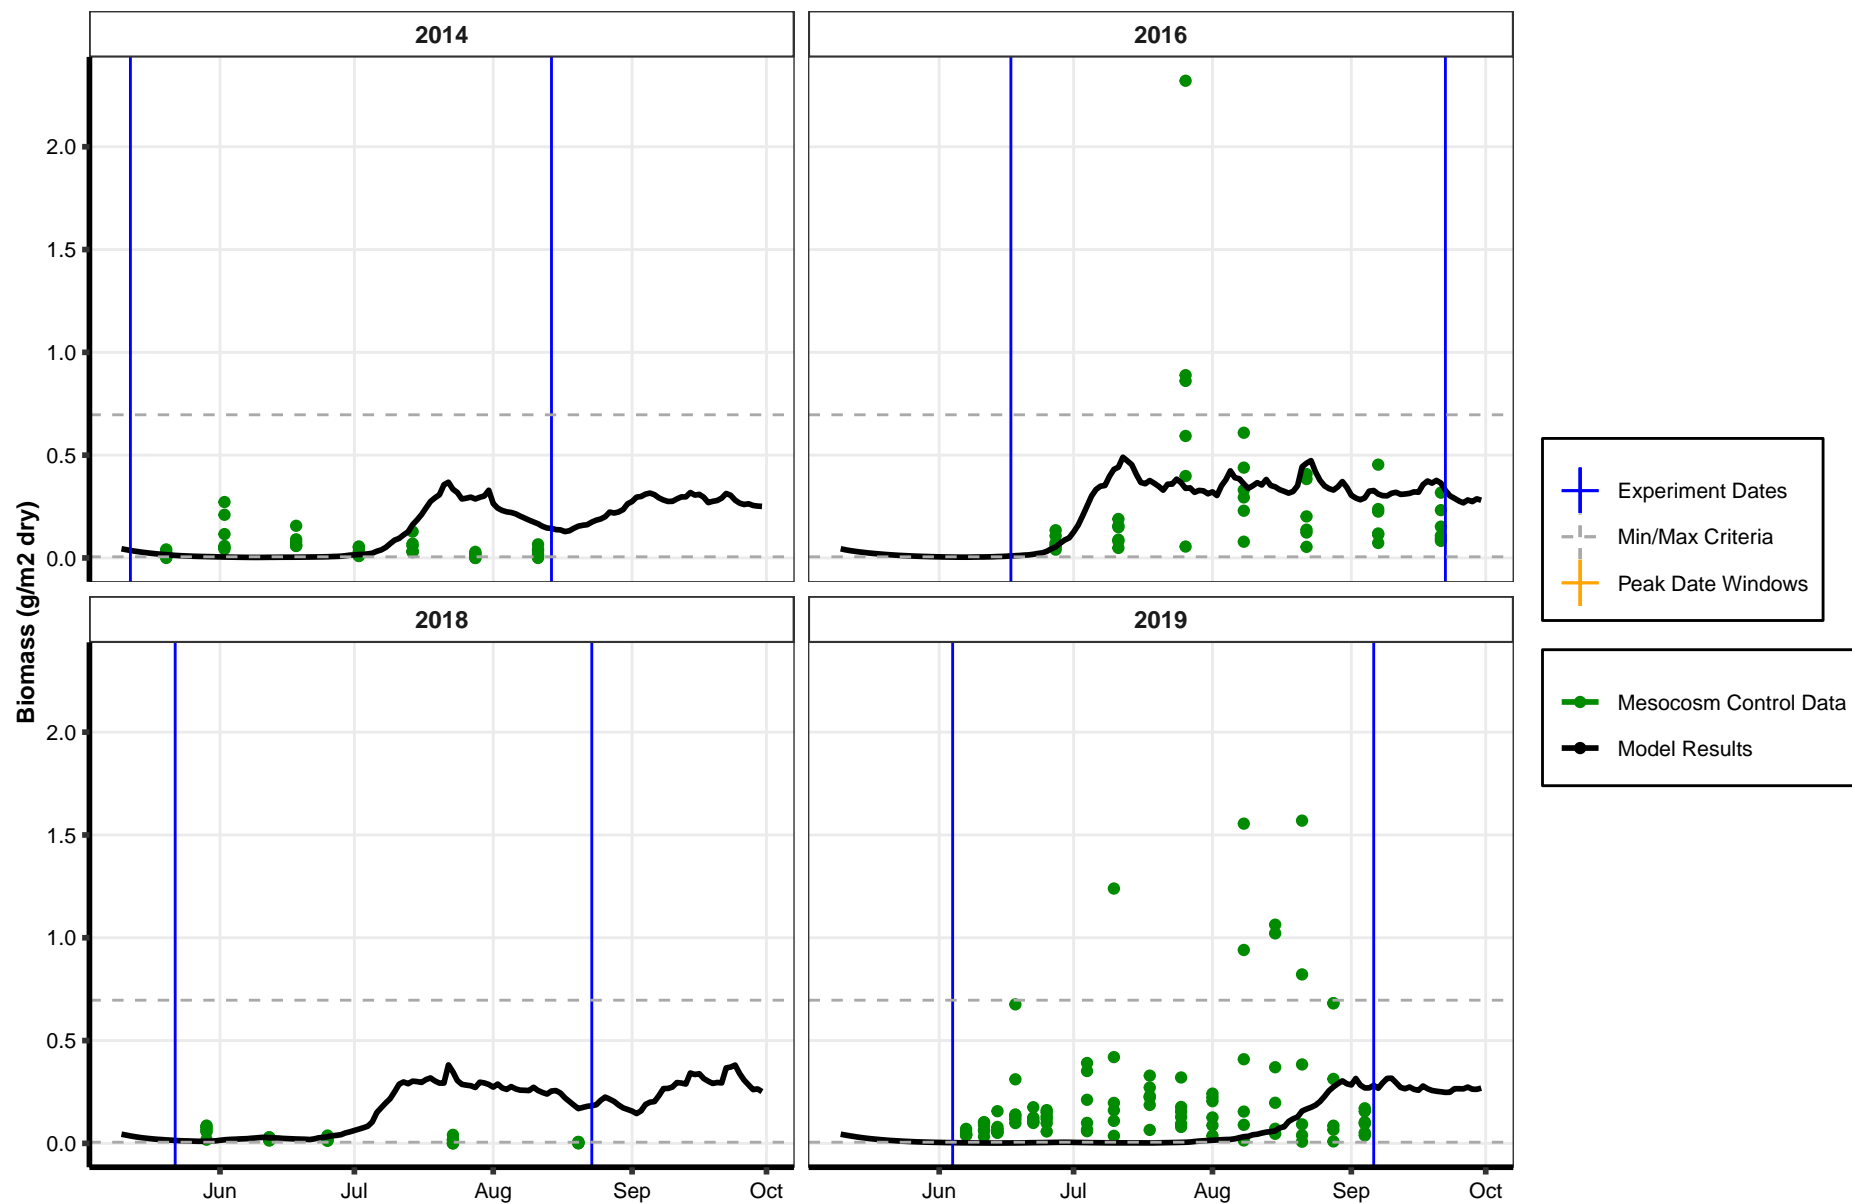 2014
2016
2.0
1.5
1.0
0.5
0.0
2018
2019
2.0
1.5
1.0
0.5
0.0
Jun Jul Aug Sep Oct
Jun Jul Aug Sep Oct
Biomass (g/m2 dry)
Experiment Dates
Min/Max Criteria
Peak Date Windows
Mesocosm Control Data
Model Results